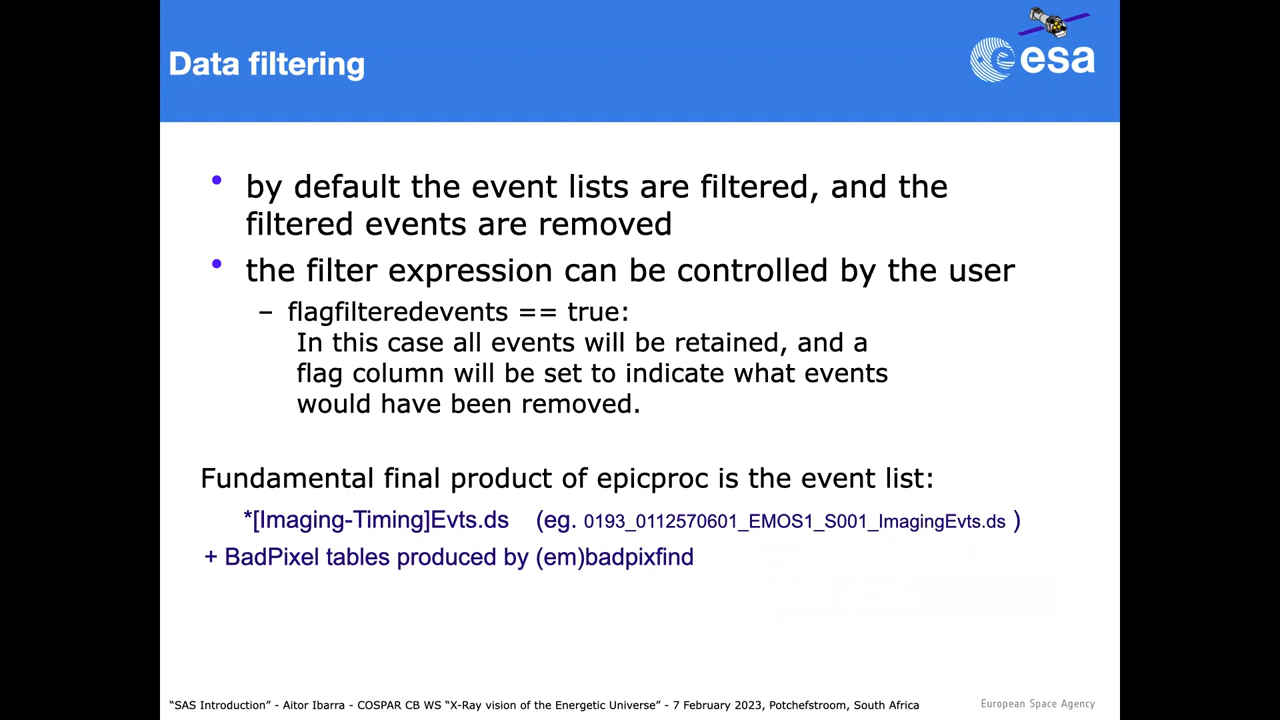 Data filtering
esa
• by default the event lists are filtered, and the
filtered events are removed
• the filter expression can be controlled by the user
– flagfilteredevents == true:
In this case all events will be retained, and a
flag column will be set to indicate what events
would have been removed.
Fundamental final product of epicproc is the event list:
*[Imaging-Timing]Evts.ds (eg. 0193_0112570601_EMOS1_S001_ImagingEvts.ds )
+ BadPixel tables produced by (em)badpixfind
“SAS Introduction” - Aitor Ibarra - COSPAR CB WS “X-Ray vision of the Energetic Universe” - 7 February 2023, Potchefstroom, South Africa
European Space Agency